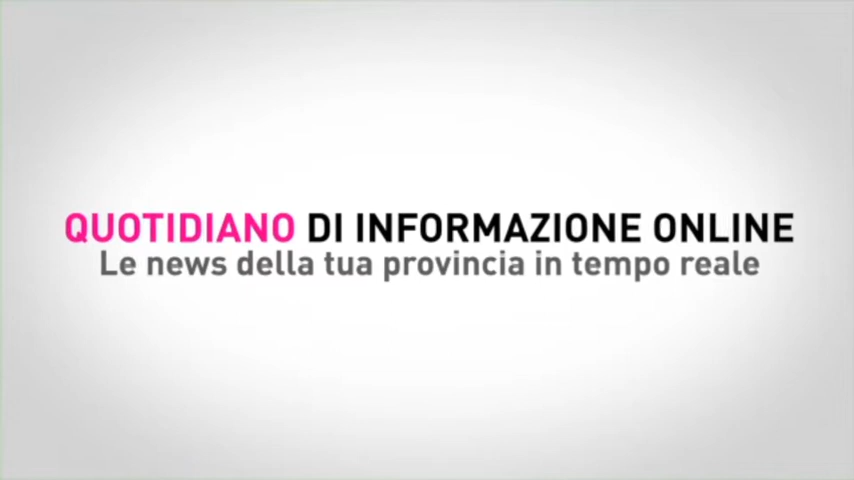 QUOTIDIANO DI INFORMAZIONE ONLINE
Le news della tua provincia in tempo reale